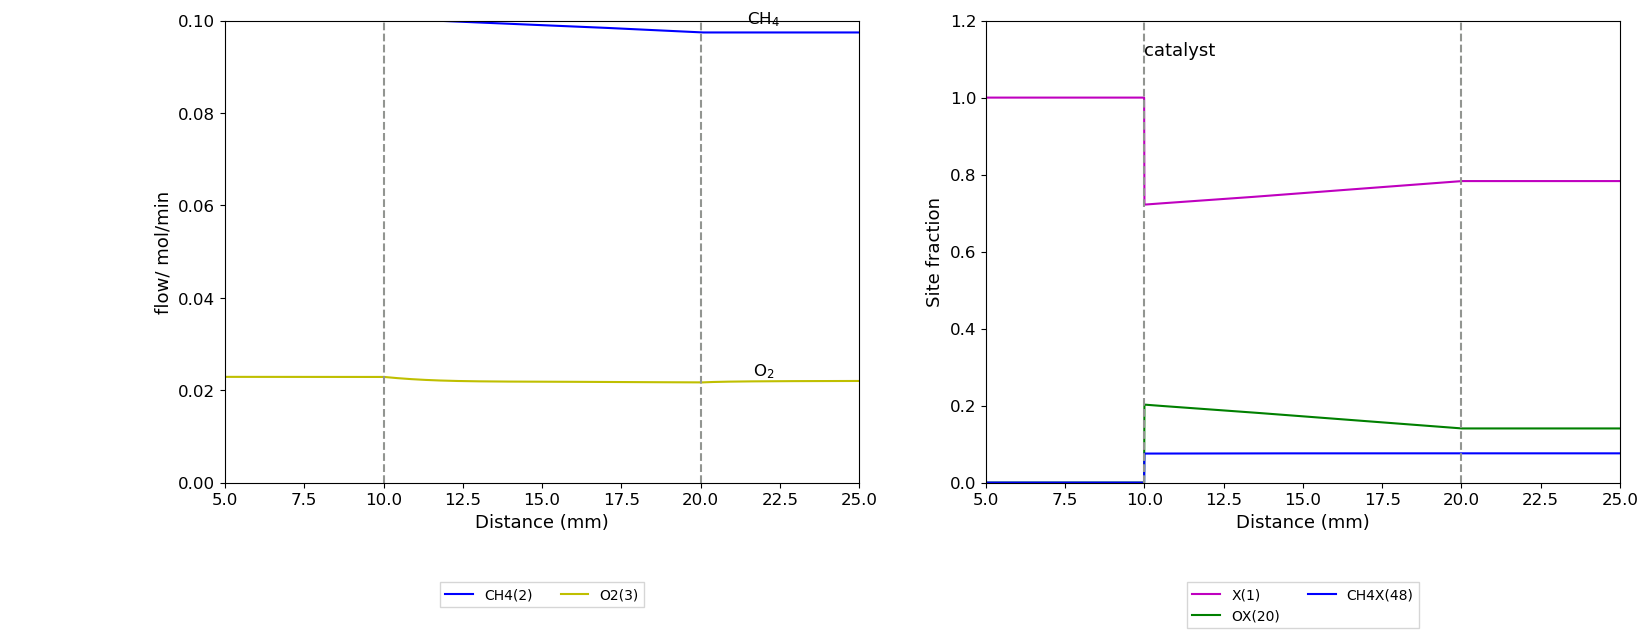 0.10
0.08
0.06
0.04
0.02
0.00
flow/ mol/min
CH₄
O₂
5.0 7.5 10.0 12.5 15.0 17.5 20.0 22.5 25.0
Distance (mm)
CH4(2) O2(3)
1.2
1.0
0.8
0.6
0.4
0.2
0.0
Site fraction
catalyst
5.0 7.5 10.0 12.5 15.0 17.5 20.0 22.5 25.0
Distance (mm)
X(1) CH4X(48)
OX(20)